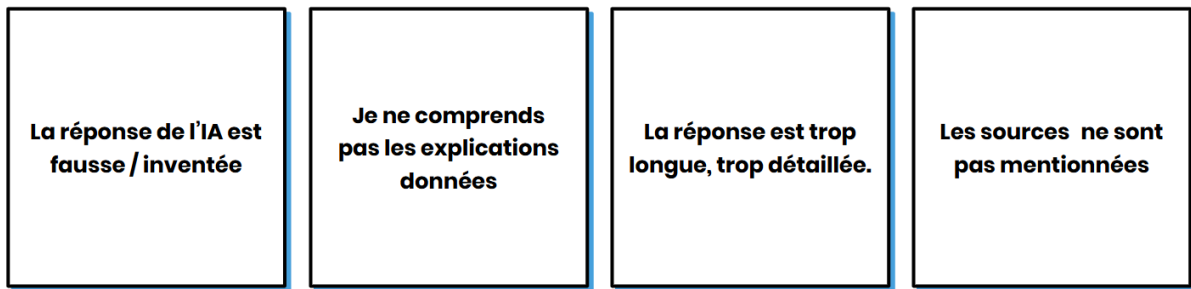 La réponse de l'IA est
fausse / inventée
Je ne comprends
pas les explications
données
La réponse est trop
longue, trop détaillée.
Les sources ne sont
pas mentionnées